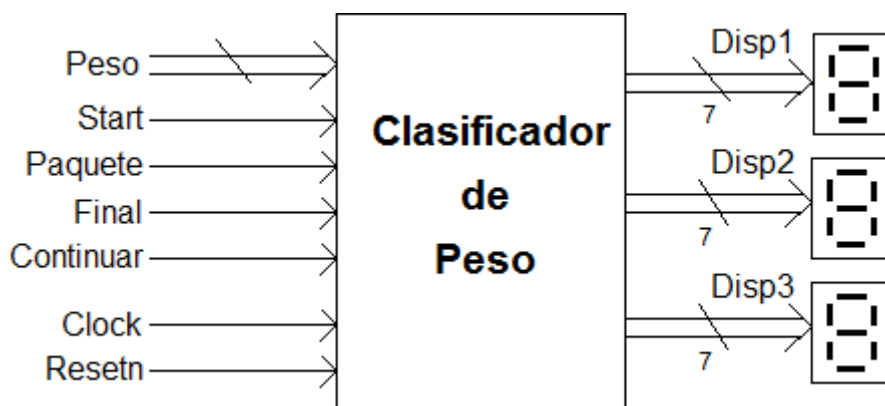 Peso
Start
Paquete
Final
Continuar
Clock
Resetn
Clasificador
de
Peso
Disp1
7
Disp2
7
Disp3
7